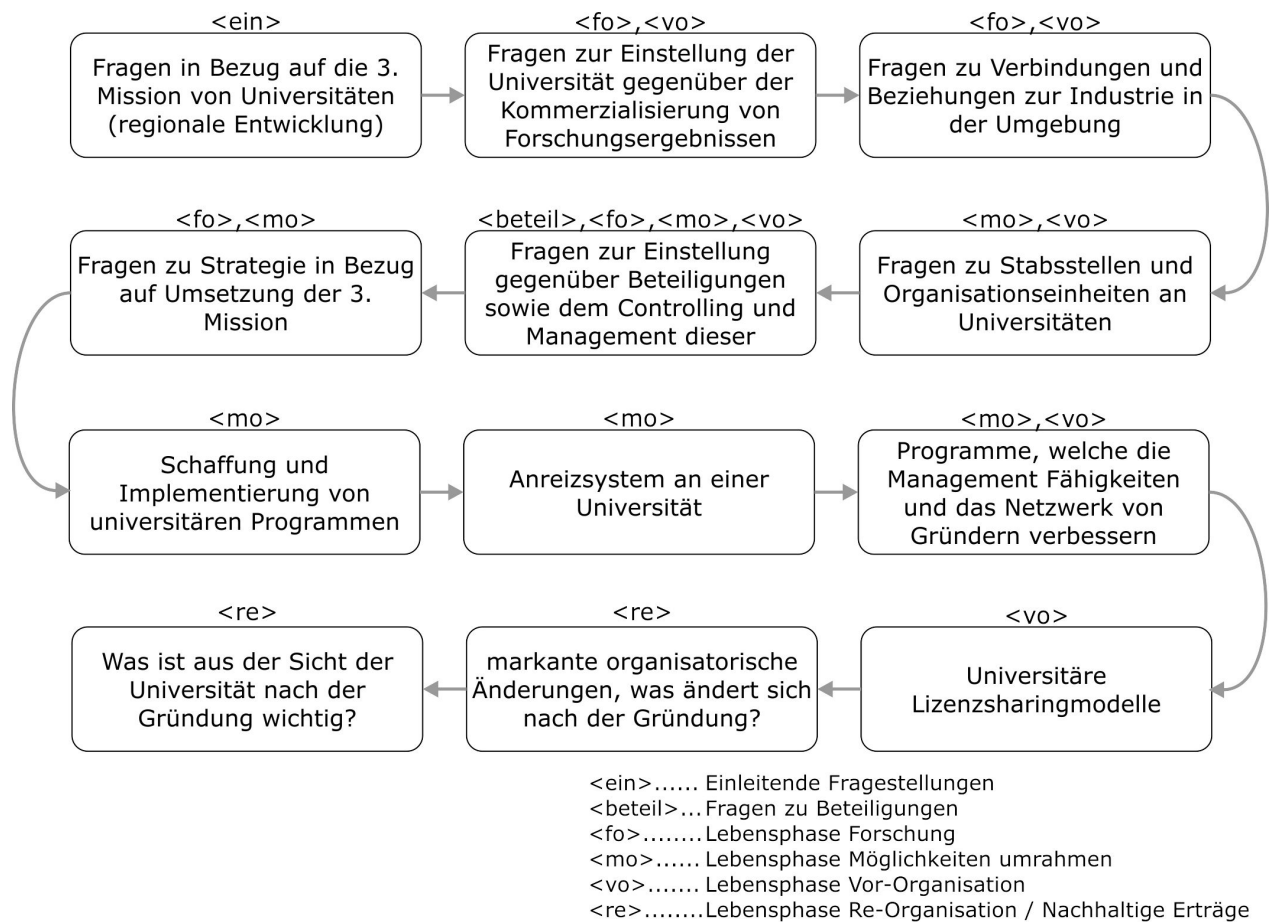 <ein>
Fragen in Bezug auf die 3.
Mission von Universitäten
(regionale Entwicklung)
<fo>,<vo>
Fragen zur Einstellung der
Universität gegenüber der
Kommerzialisierung von
Forschungsergebnissen
<fo>,<vo>
Fragen zu Verbindungen und
Beziehungen zur Industrie in
der Umgebung
<mo>,<vo>
Fragen zu Stabsstellen und
Organisationseinheiten an
Universitäten
<beteil>,<fo>,<mo>,<vo>
Fragen zur Einstellung
gegenüber Beteiligungen
sowie dem Controlling und
Management dieser
<fo>,<mo>
Fragen zu Strategie in Bezug
auf Umsetzung der 3.
Mission
<mo>
Schaffung und
Implementierung von
universitären Programmen
<mo>
Anreizsystem an einer
Universität
<mo>,<vo>
Programme, welche die
Management Fähigkeiten
und das Netzwerk von
Gründern verbessern
<vo>
Universitäre
Lizenzsharingmodelle
<re>
markante organisatorische
Änderungen, was ändert sich
nach der Gründung?
<re>
Was ist aus der Sicht der
Universität nach der
Gründung wichtig?
<ein>...... Einleitende Fragestellungen
<beteil>... Fragen zu Beteiligungen
<fo>........ Lebensphase Forschung
<mo>...... Lebensphase Möglichkeiten umrahmen
<vo>....... Lebensphase Vor-Organisation
<re>........ Lebensphase Re-Organisation / Nachhaltige Erträge